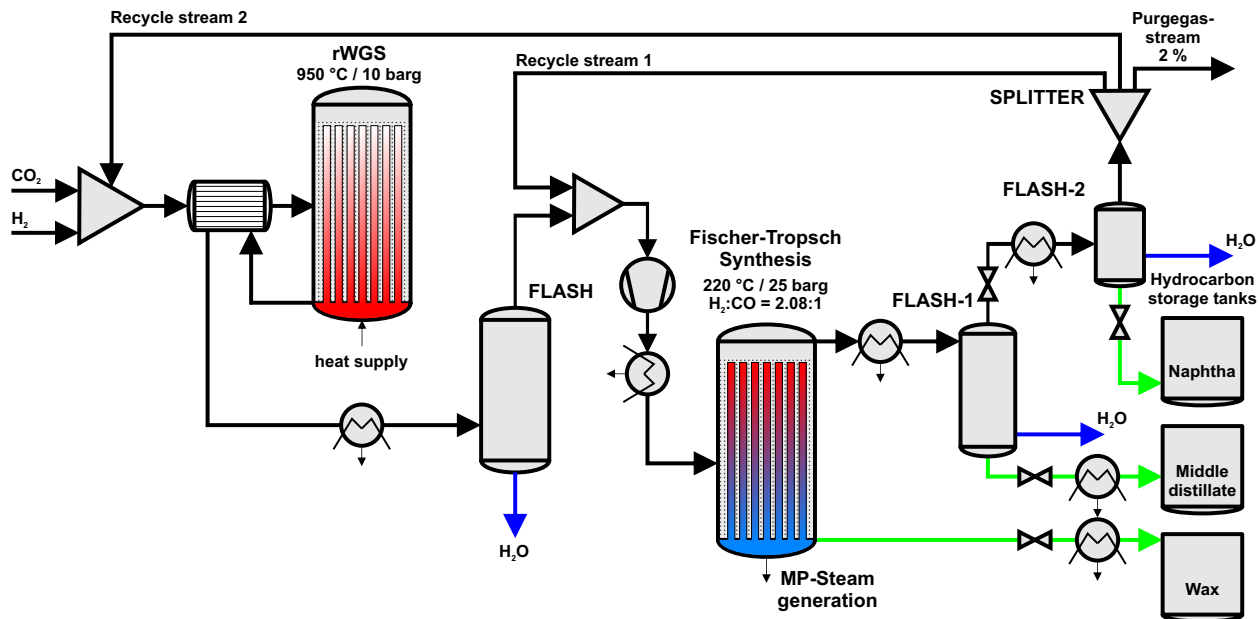 Recycle stream 2
Purgegas-
stream
2 %
rWGS
950 °C / 10 barg
Recycle stream 1
SPLITTER
CO₂
H₂
FLASH-2
H₂O
Fischer-Tropsch
Synthesis
220 °C / 25 barg
H₂:CO = 2.08:1
FLASH
FLASH-1
Hydrocarbon
storage tanks
heat supply
Naphtha
H₂O
Middle
distillate
H₂O
MP-Steam
generation
Wax